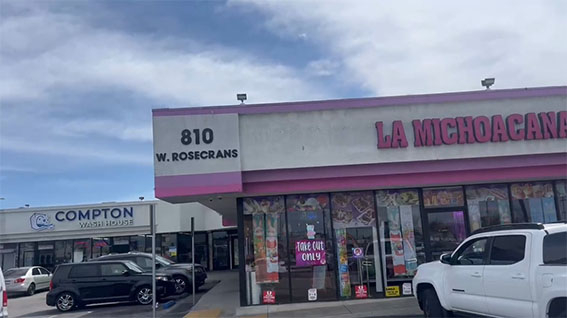 810
W. ROSECRANS
LA MICHOACANA
COMPTON
WASH HOUSE
Take Out
ONLY